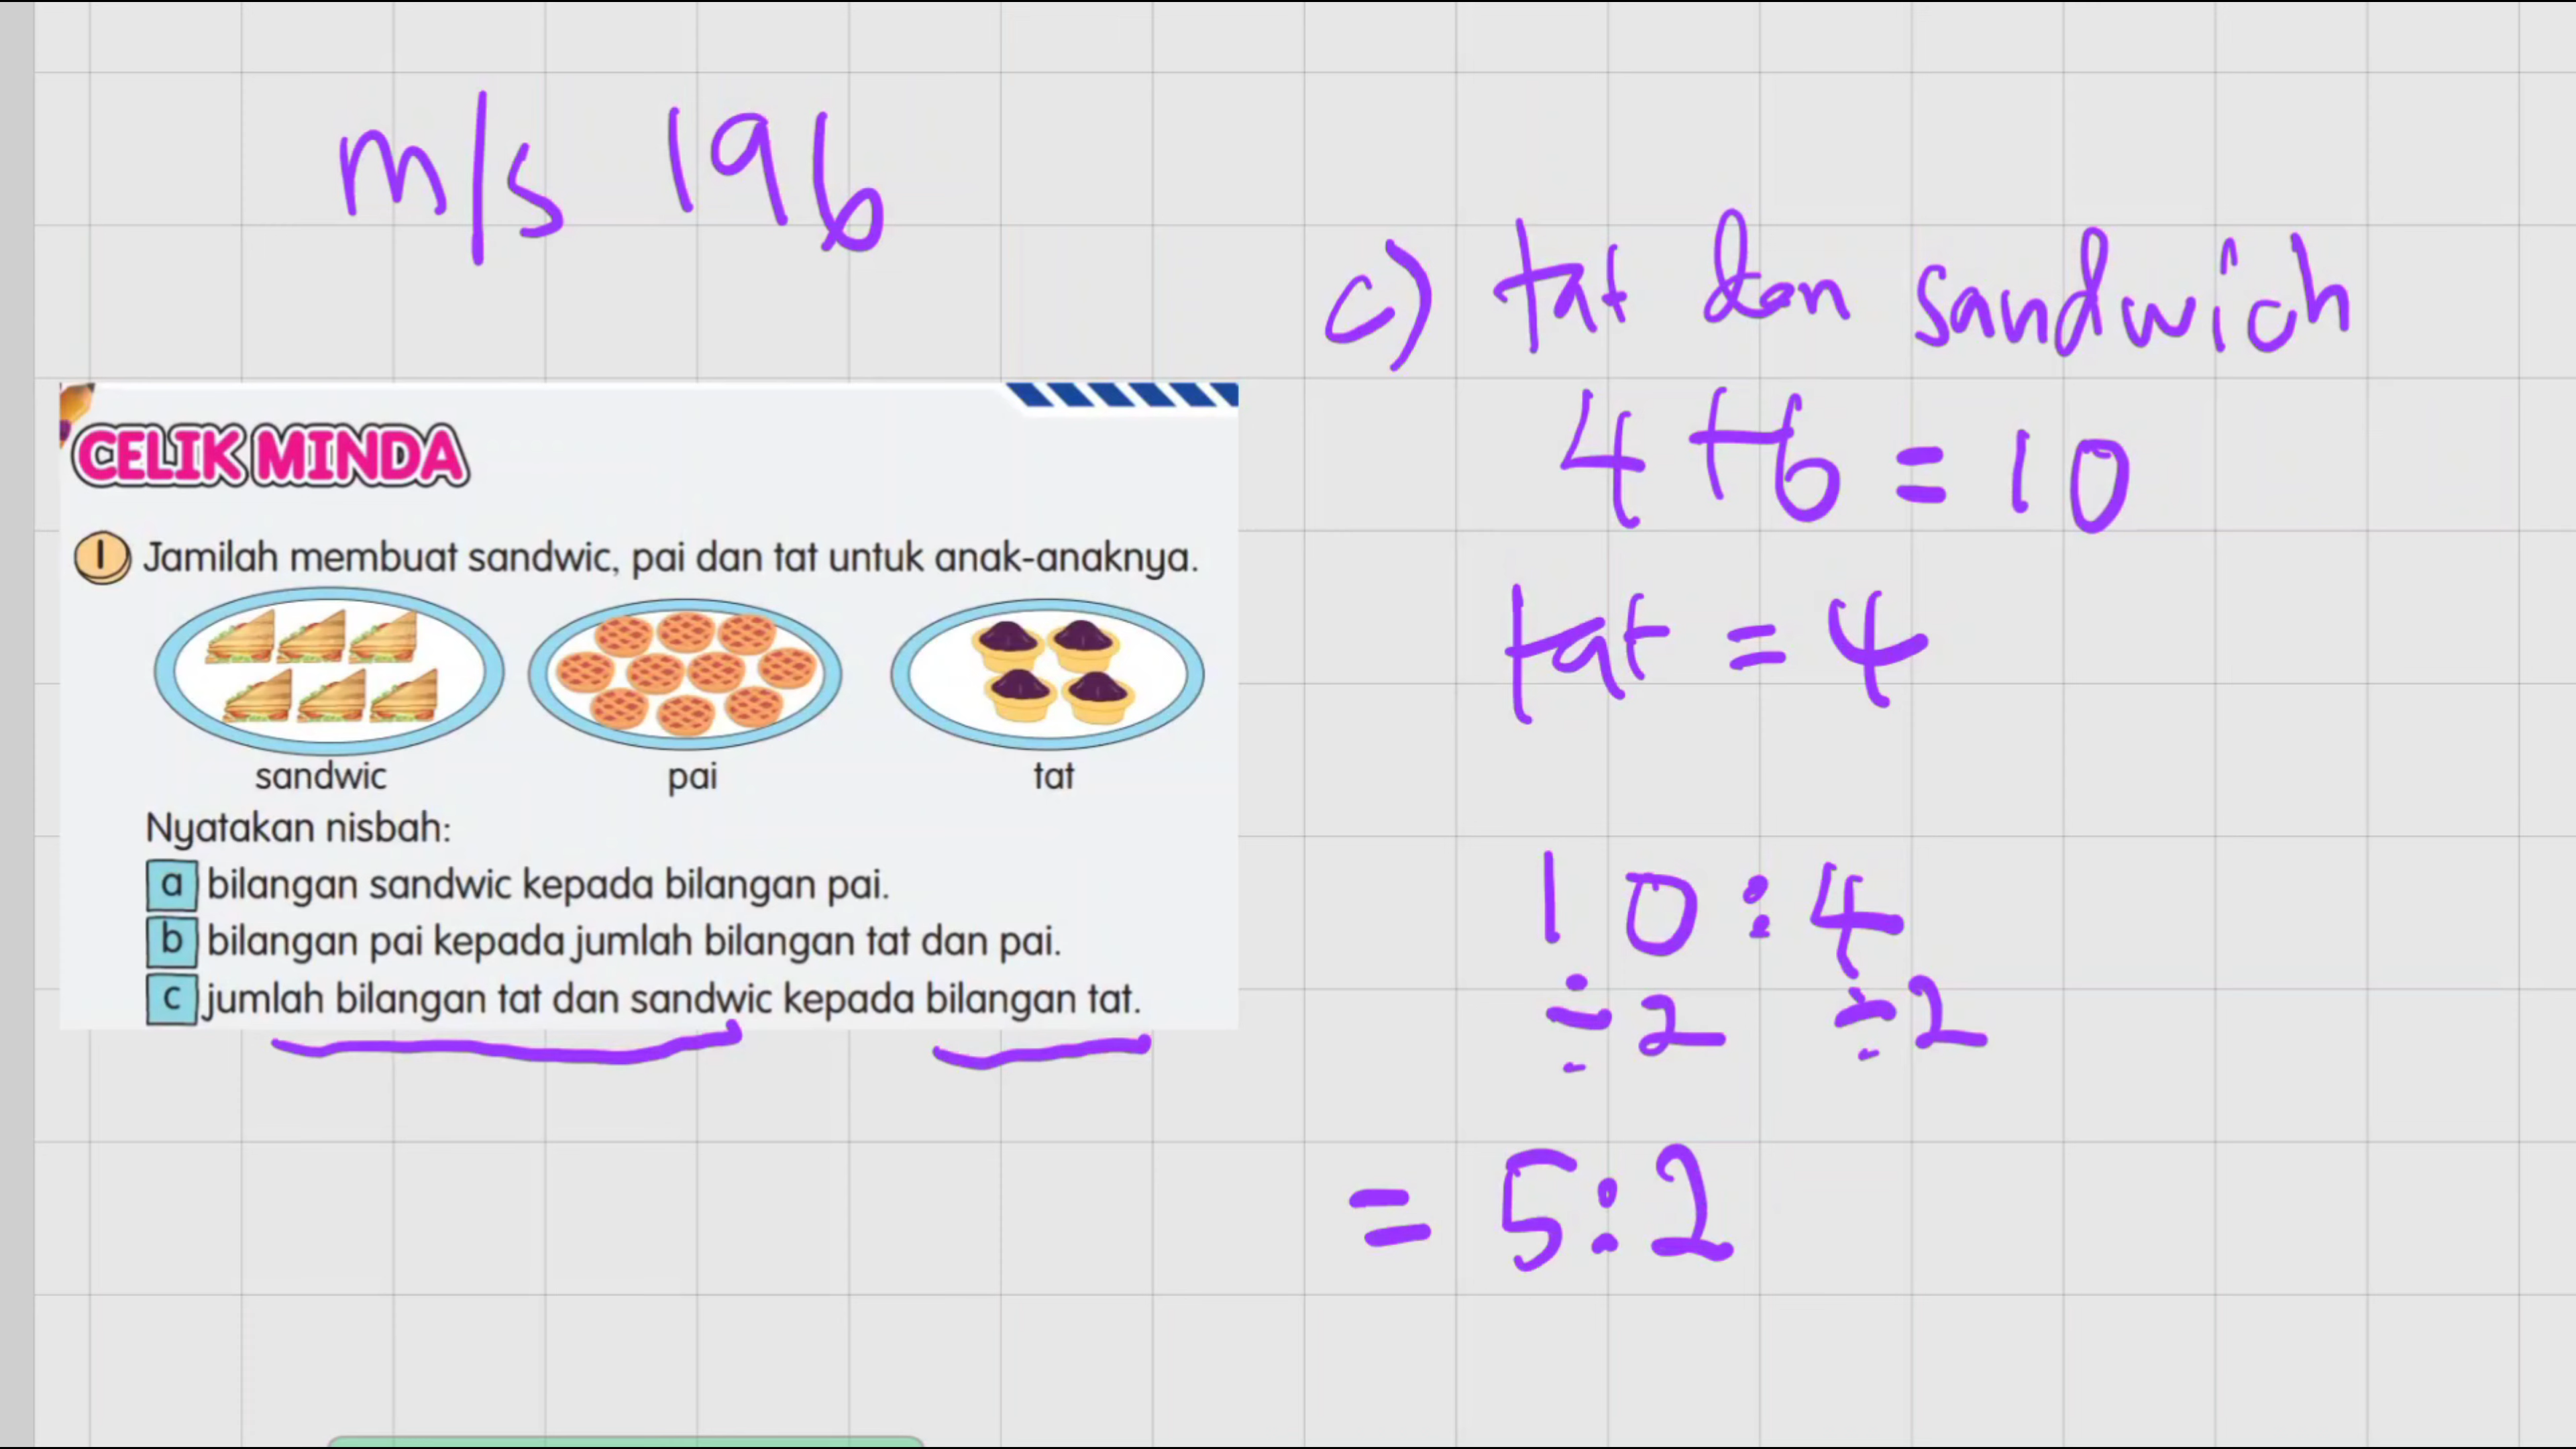 m/s 196
CELIK MINDA
1 Jamilah membuat sandwic, pai dan tat untuk anak-anaknya.
sandwic pai tat
Nyatakan nisbah:
a bilangan sandwic kepada bilangan pai.
b bilangan pai kepada jumlah bilangan tat dan pai.
c jumlah bilangan tat dan sandwic kepada bilangan tat.
c) tat dan sandwich
4 + 6 = 10
tat = 4
10 : 4
÷ 2 ÷ 2
= 5 : 2